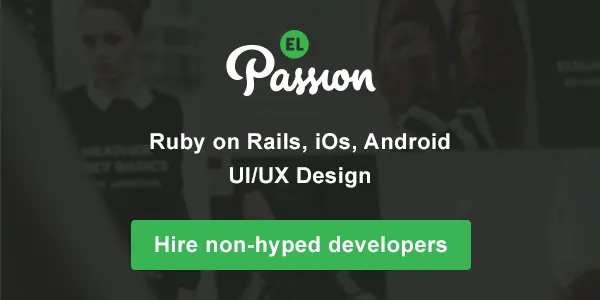 EL
Passion
Ruby on Rails, iOs, Android
UI/UX Design
Hire non-hyped developers